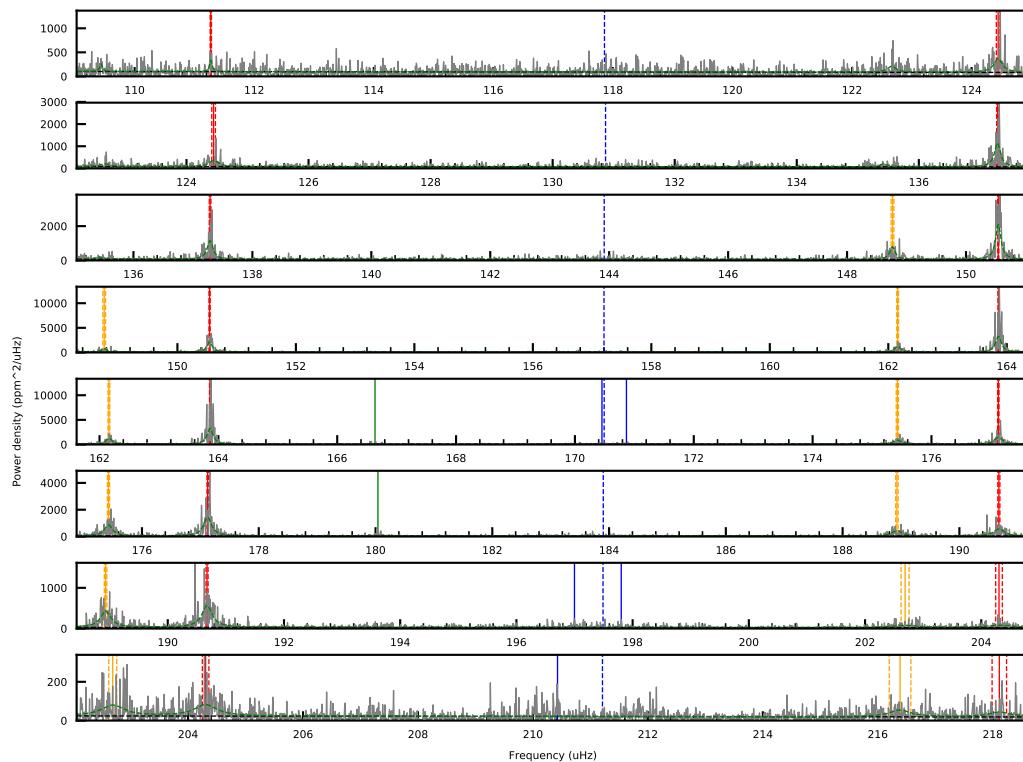 1000
500
0
110 112 114 116 118 120 122 124
3000
2000
1000
0
124 126 128 130 132 134 136
2000
0
136 138 140 142 144 146 148 150
10000
5000
0
150 152 154 156 158 160 162 164
10000
5000
0
162 164 166 168 170 172 174 176
4000
2000
0
176 178 180 182 184 186 188 190
1000
0
190 192 194 196 198 200 202 204
200
0
204 206 208 210 212 214 216 218
Power density (ppm^2/uHz)
Frequency (uHz)